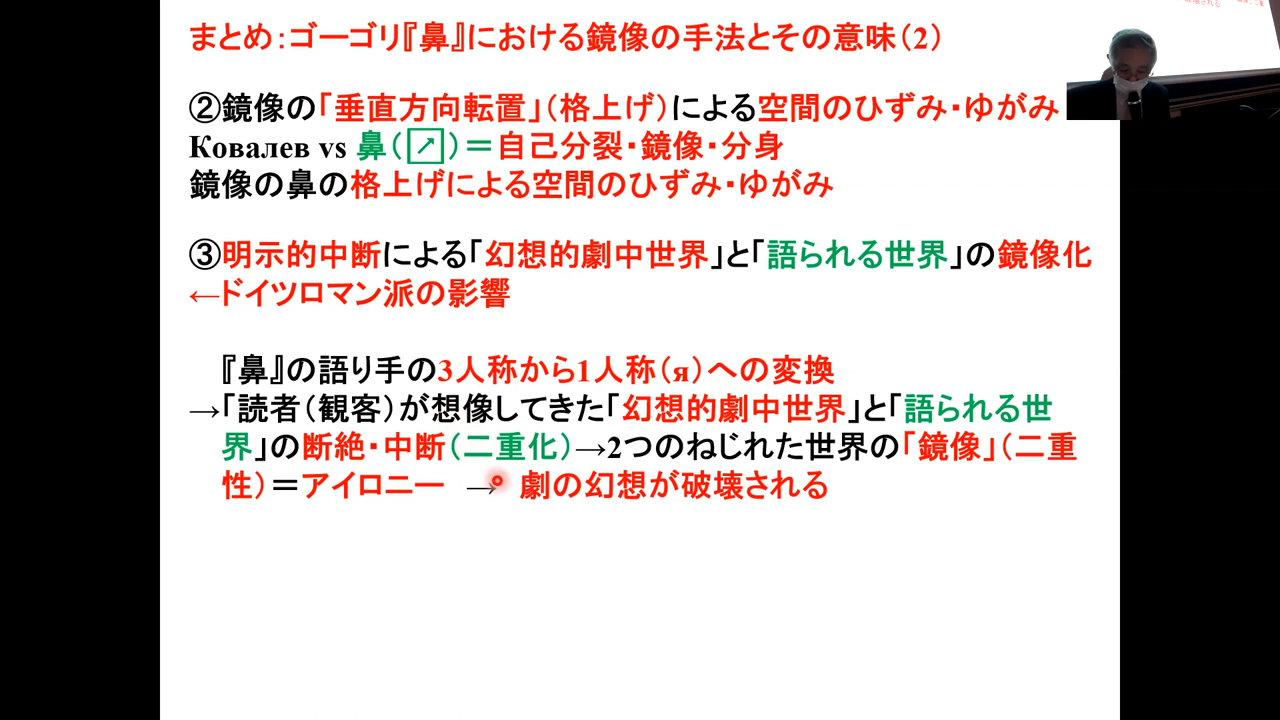 まとめ：ゴーゴリ『鼻』における鏡像の手法とその意味（2）
②鏡像の「垂直方向転置」（格上げ）による空間のひずみ・ゆがみ
Ковалев vs 鼻（↗）＝自己分裂・鏡像・分身
鏡像の鼻の格上げによる空間のひずみ・ゆがみ
③明示的中断による「幻想的劇中世界」と「語られる世界」の鏡像化
←ドイツロマン派の影響
『鼻』の語り手の3人称から1人称（я）への変換
→「読者（観客）が想像してきた「幻想的劇中世界」と「語られる世
界」の断絶・中断（二重化）→2つのねじれた世界の「鏡像」（二重
性）＝アイロニー → 劇の幻想が破壊される